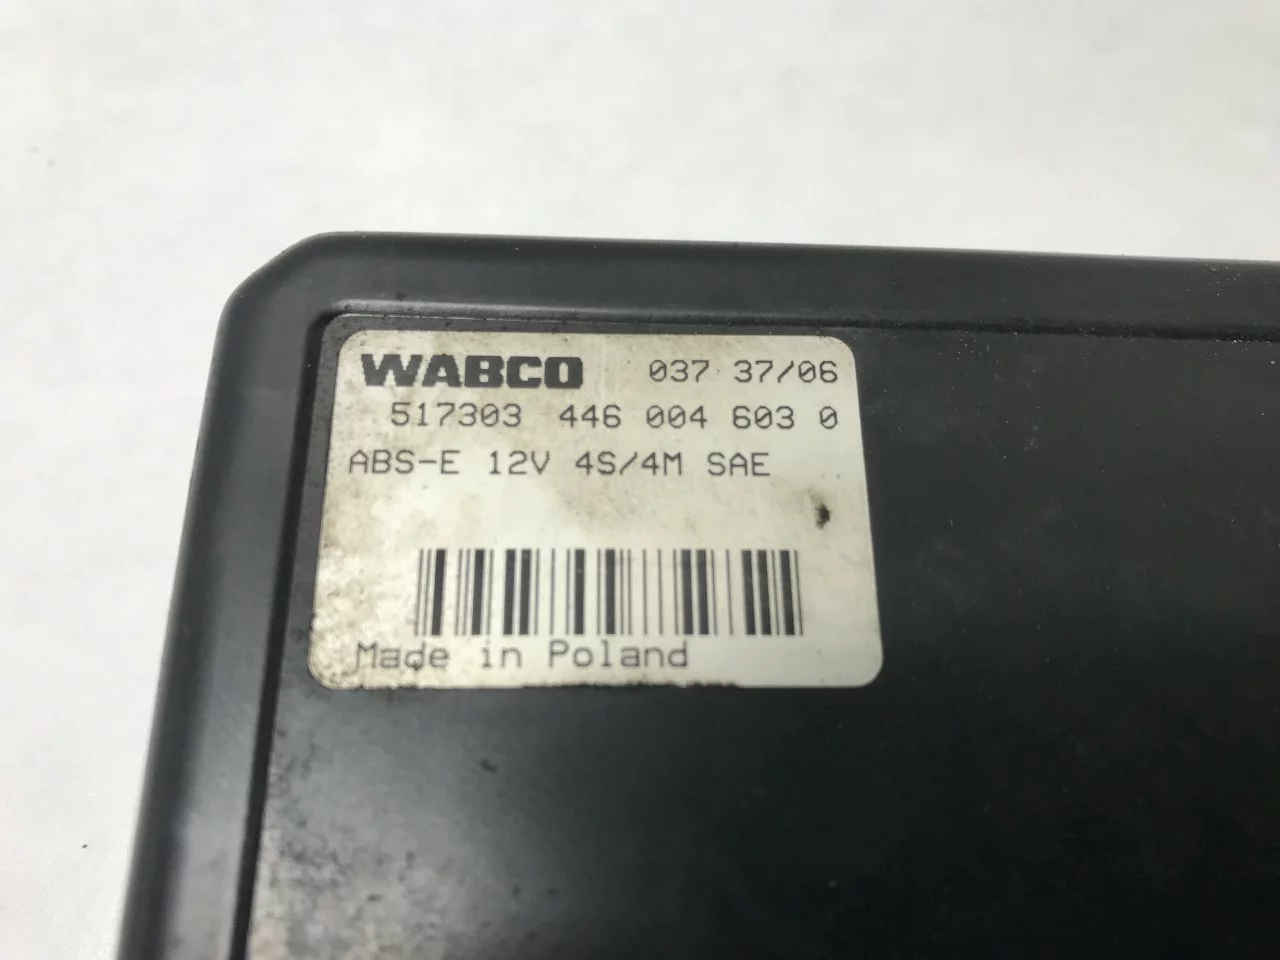 WABCO 037 37/06
517303 446 004 603 0
ABS-E 12V 4S/4M SAE
Made in Poland